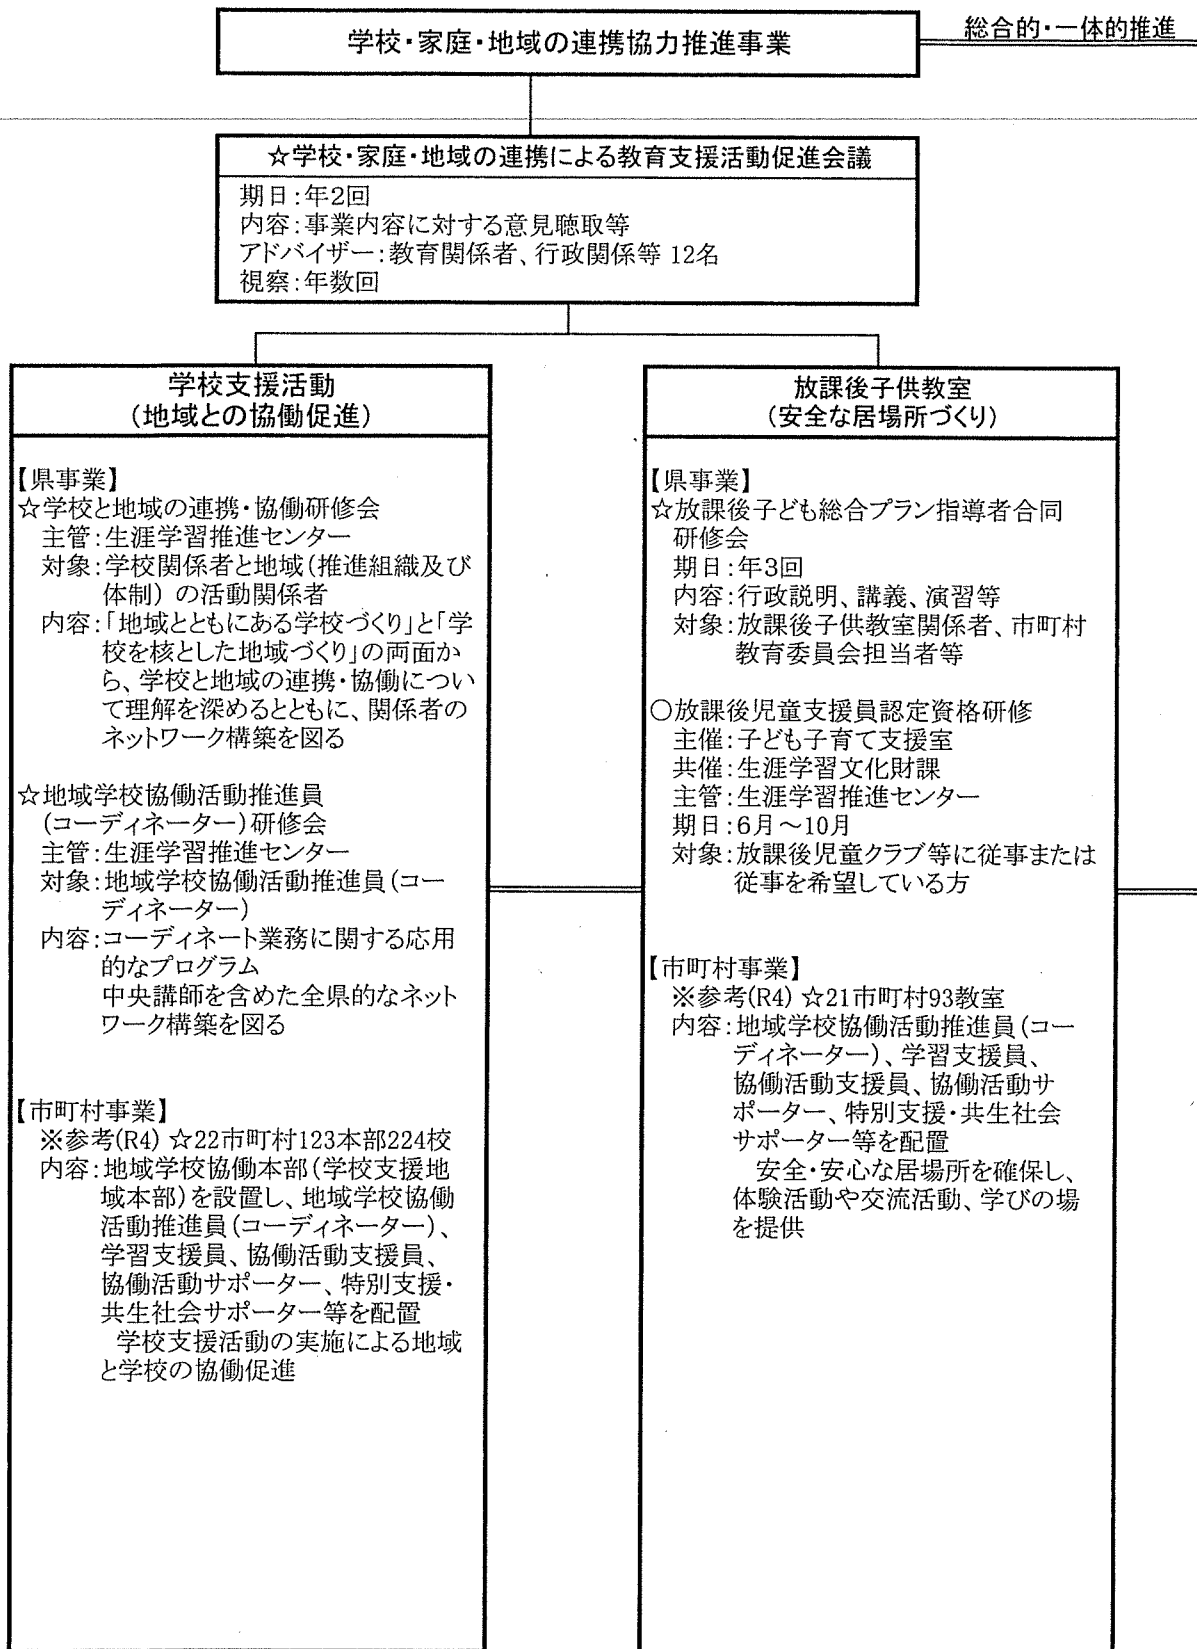 学校・家庭・地域の連携協力推進事業
総合的・一体的推進
☆学校・家庭・地域の連携による教育支援活動促進会議
期日:年2回
内容:事業内容に対する意見聴取等
アドバイザー:教育関係者、行政関係等 12名
視察:年数回
学校支援活動
(地域との協働促進)
【県事業】
☆学校と地域の連携・協働研修会
主管:生涯学習推進センター
対象:学校関係者と地域(推進組織及び
体制) の活動関係者
内容:「地域とともにある学校づくり」と「学
校を核とした地域づくり」の両面か
ら、学校と地域の連携・協働につい
て理解を深めるとともに、関係者の
ネットワーク構築を図る
☆地域学校協働活動推進員
(コーディネーター)研修会
主管:生涯学習推進センター
対象:地域学校協働活動推進員(コー
ディネーター)
内容:コーディネート業務に関する応用
的なプログラム
中央講師を含めた全県的なネット
ワーク構築を図る
【市町村事業】
※参考(R4) ☆22市町村123本部224校
内容:地域学校協働本部(学校支援地
域本部)を設置し、地域学校協働
活動推進員(コーディネーター)、
学習支援員、協働活動支援員、
協働活動サポーター、特別支援・
共生社会サポーター等を配置
学校支援活動の実施による地域
と学校の協働促進
放課後子供教室
(安全な居場所づくり)
【県事業】
☆放課後子ども総合プラン指導者合同
研修会
期日:年3回
内容:行政説明、講義、演習等
対象:放課後子供教室関係者、市町村
教育委員会担当者等
○放課後児童支援員認定資格研修
主催:子ども子育て支援室
共催:生涯学習文化財課
主管:生涯学習推進センター
期日:6月～10月
対象:放課後児童クラブ等に従事または
従事を希望している方
【市町村事業】
※参考(R4) ☆21市町村93教室
内容:地域学校協働活動推進員(コー
ディネーター)、学習支援員、
協働活動支援員、協働活動サ
ポーター、特別支援・共生社会
サポーター等を配置
安全・安心な居場所を確保し、
体験活動や交流活動、学びの場
を提供